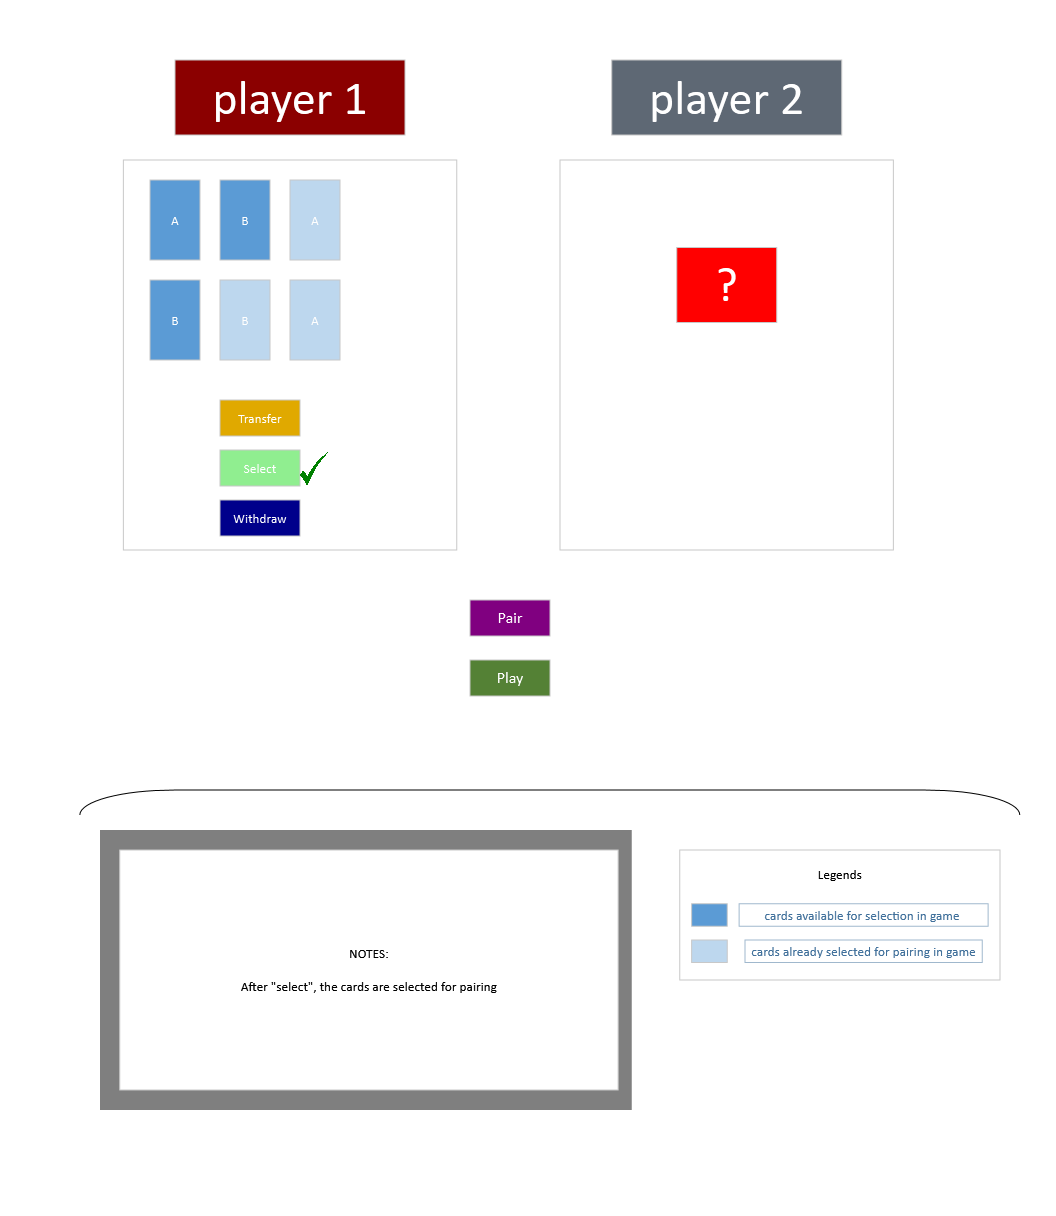 player 1
player 2
A
B
A
B
B
A
?
Transfer
Select
Withdraw
Pair
Play
NOTES:
After "select", the cards are selected for pairing
Legends
cards available for selection in game
cards already selected for pairing in game